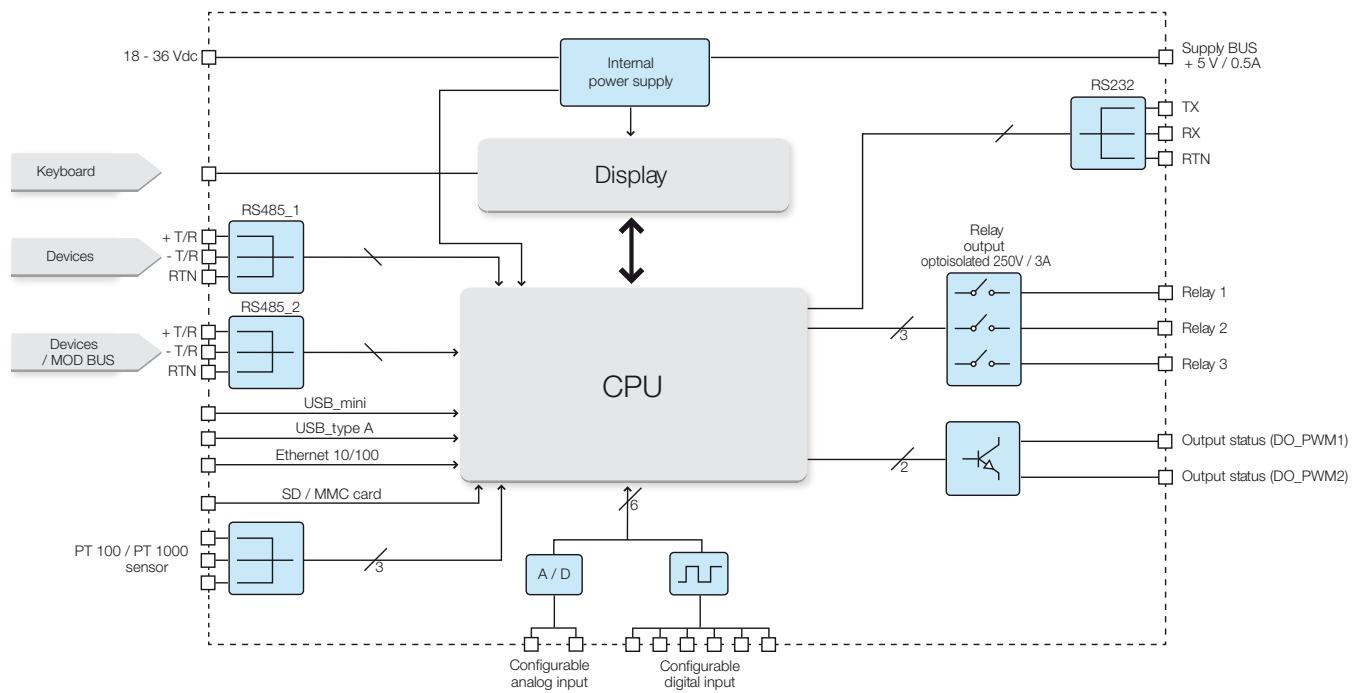 18 - 36 Vdc
Internal
power supply
Supply BUS
+ 5 V / 0.5A
RS232
TX
RX
RTN
Keyboard
Display
RS485_1
+ T/R
- T/R
RTN
Devices
Relay
output
optoisolated 250V / 3A
Relay 1
Relay 2
Relay 3
3
RS485_2
+ T/R
- T/R
RTN
Devices
/ MOD BUS
CPU
USB_mini
USB_type A
Ethernet 10/100
SD / MMC card
2
Output status (DO_PWM1)
Output status (DO_PWM2)
6
PT 100 / PT 1000
sensor
3
A / D
Configurable
analog input
Configurable
digital input